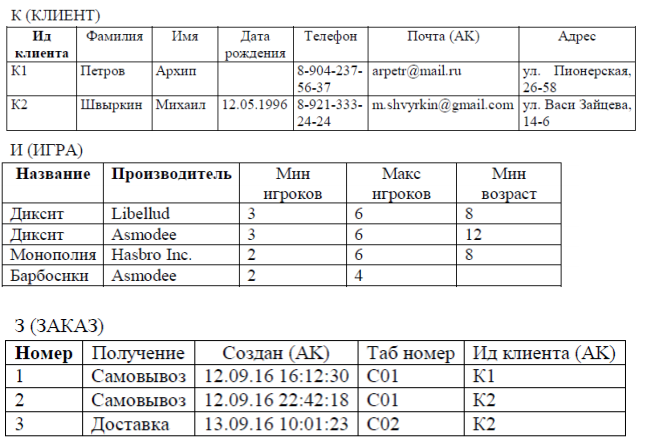 К (КЛИЕНТ)
Ид клиента Фамилия Имя Дата рождения Телефон Почта (АК) Адрес
К1 Петров Архип 8-904-237-56-37 arpetr@mail.ru ул. Пионерская, 26-58
К2 Швыркин Михаил 12.05.1996 8-921-333-24-24 m.shvyrkin@gmail.com ул. Васи Зайцева, 14-6
И (ИГРА)
Название Производитель Мин игроков Макс игроков Мин возраст
Диксит Libellud 3 6 8
Диксит Asmodee 3 6 12
Монополия Hasbro Inc. 2 6 8
Барбосики Asmodee 2 4
З (ЗАКАЗ)
Номер Получение Создан (АК) Таб номер Ид клиента (АК)
1 Самовывоз 12.09.16 16:12:30 С01 К1
2 Самовывоз 12.09.16 22:42:18 С01 К2
3 Доставка 13.09.16 10:01:23 С02 К2